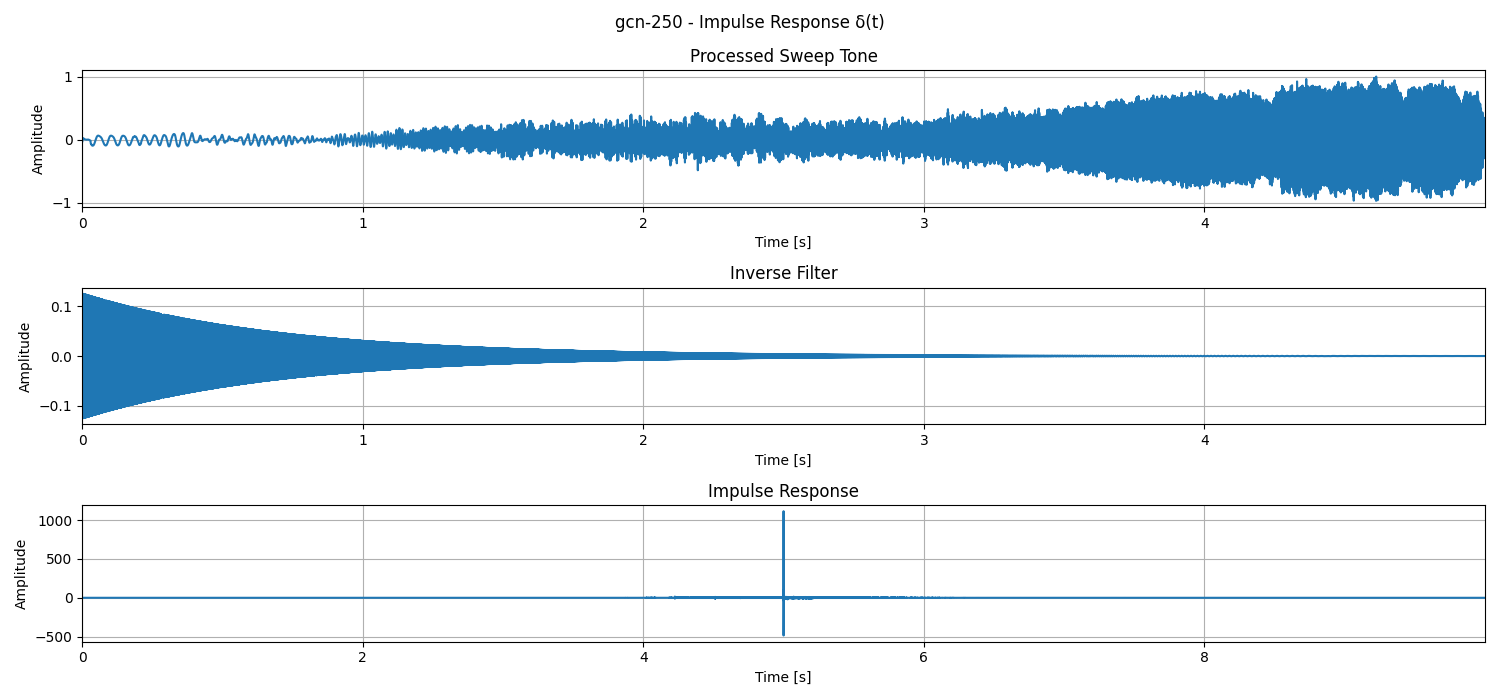 gcn-250 - Impulse Response δ(t)
Processed Sweep Tone
Amplitude
1
0
−1
0 1 2 3 4
Time [s]
Inverse Filter
Amplitude
0.1
0.0
−0.1
0 1 2 3 4
Time [s]
Impulse Response
Amplitude
1000
500
0
−500
0 2 4 6 8
Time [s]